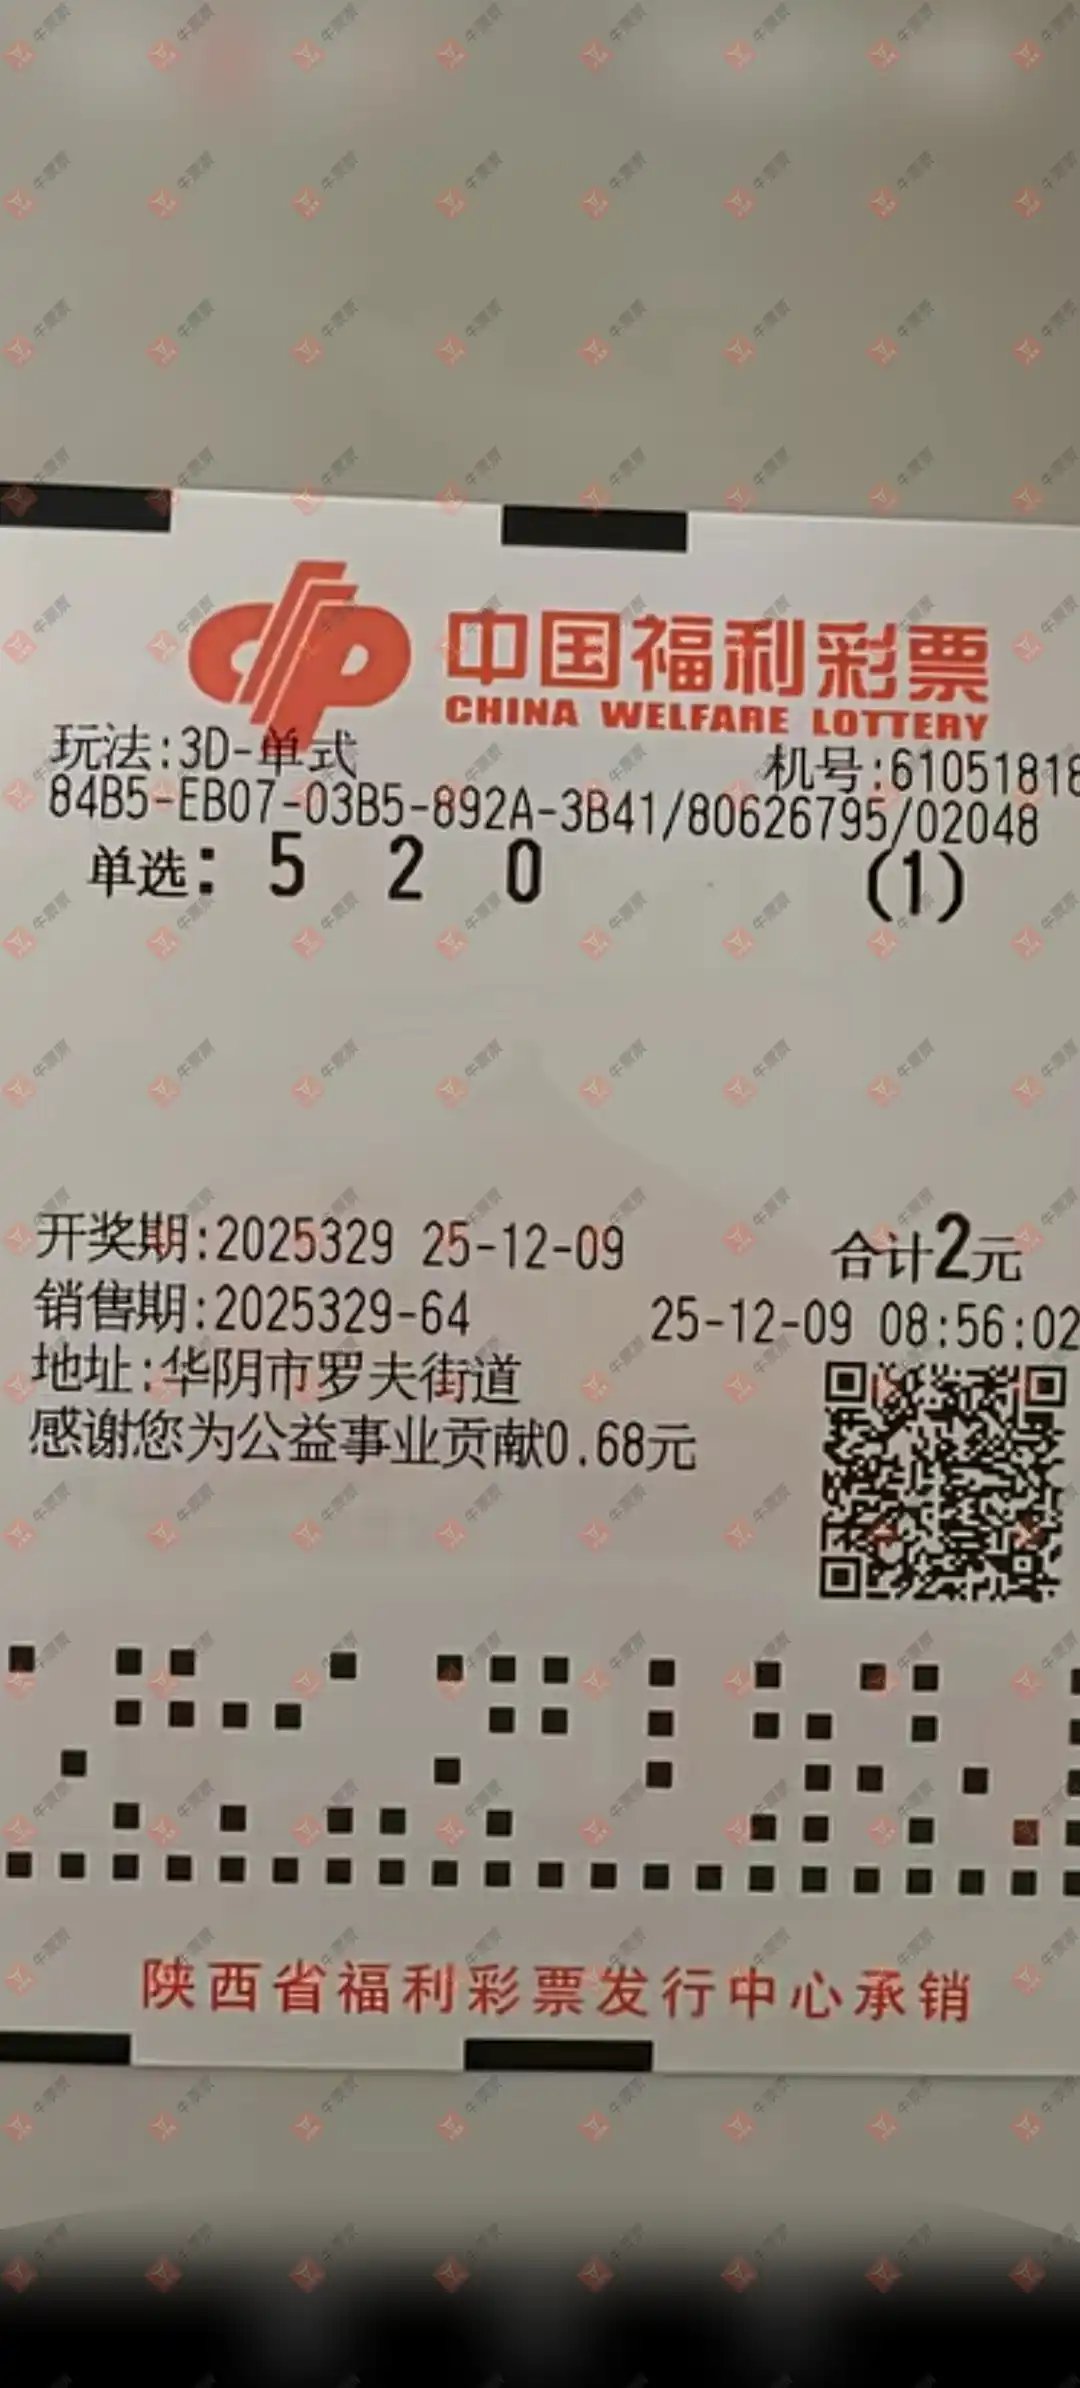 中国福利彩票
CHINA WELFARE LOTTERY
玩法:3D-单式 机号:61051818
84B5-EB07-03B5-892A-3B41/80626795/02048
单选: 5 2 0 (1)
开奖期:2025329 25-12-09 合计2元
销售期:2025329-64 25-12-09 08:56:02
地址:华阴市罗夫街道
感谢您为公益事业贡献0.68元
陕西省福利彩票发行中心承销